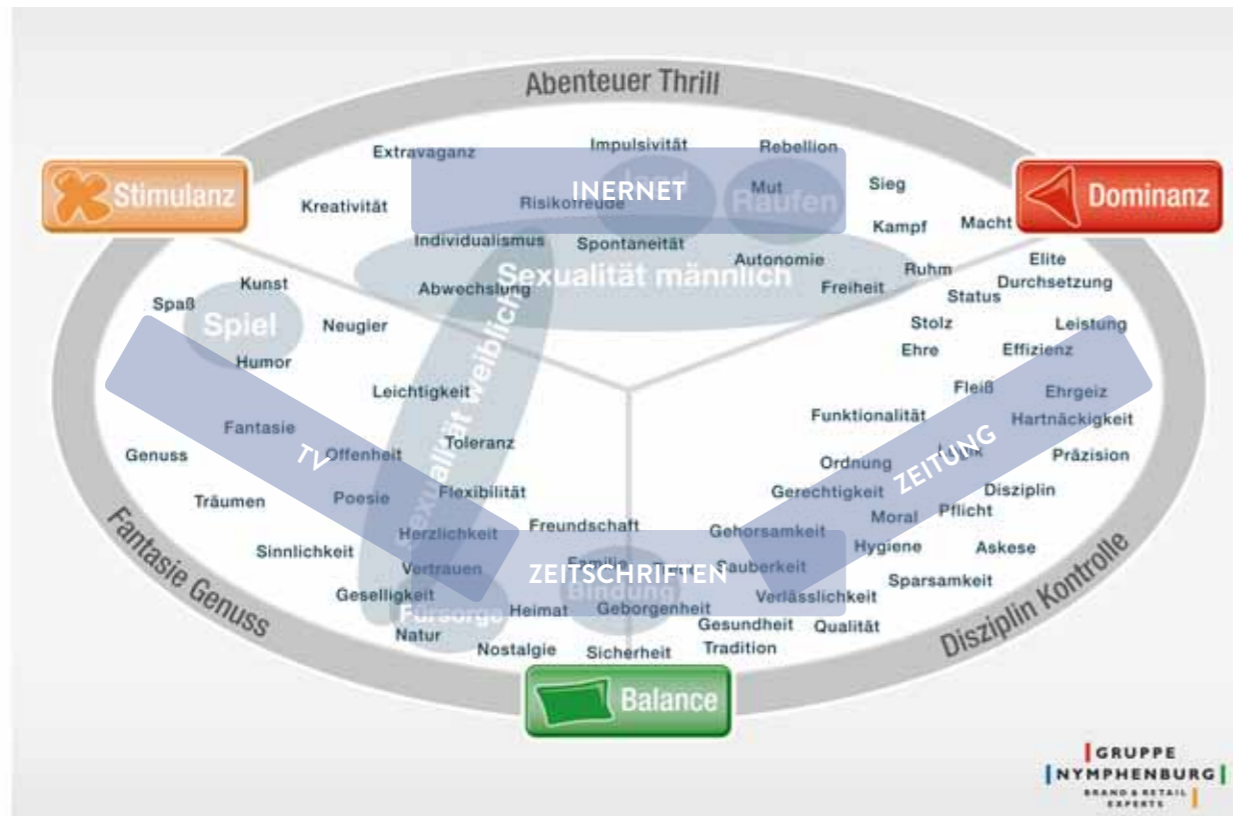 Abenteuer Thrill
Impulsivität
Rebellion
Extravaganz
Stimulanz
INERNET
Mut
Sieg
Dominanz
Kreativität
Risikofreude
Raufen
Kampf
Macht
Individualismus
Spontaneität
Autonomie
Sexualität männlich
Ruhm
Elite
Kunst
Abwechslung
Freiheit
Durchsetzung
Status
Spaß
Spiel
Neugier
Stolz
Leistung
Humor
Ehre
Effizienz
Leichtigkeit
Sexualität weiblich
Fleiß
Ehrgeiz
Funktionalität
Hartnäckigkeit
Fantasie
Toleranz
Genuss
TV
Offenheit
ZEITUNG
Ordnung
Präzision
Träumen
Poesie
Flexibilität
Gerechtigkeit
Disziplin
Pflicht
Moral
Herzlichkeit
Freundschaft
Gehorsamkeit
Sinnlichkeit
Hygiene
Askese
Vertrauen
Familie
ZEITSCHRIFTEN
Sauberkeit
Sparsamkeit
Geselligkeit
Bindung
Verlässlichkeit
Fürsorge
Heimat
Geborgenheit
Gesundheit
Qualität
Natur
Nostalgie
Sicherheit
Tradition
Fantasie Genuss
Disziplin Kontrolle
Balance
GRUPPE
NYMPHENBURG
BRAND & RETAIL
EXPERTS